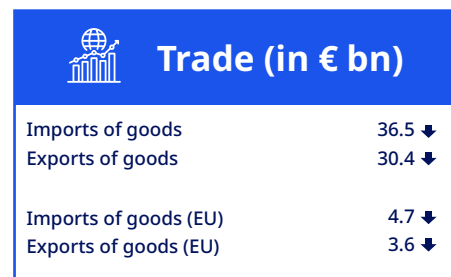 Trade (in € bn)
Imports of goods 36.5
Exports of goods 30.4
Imports of goods (EU) 4.7
Exports of goods (EU) 3.6